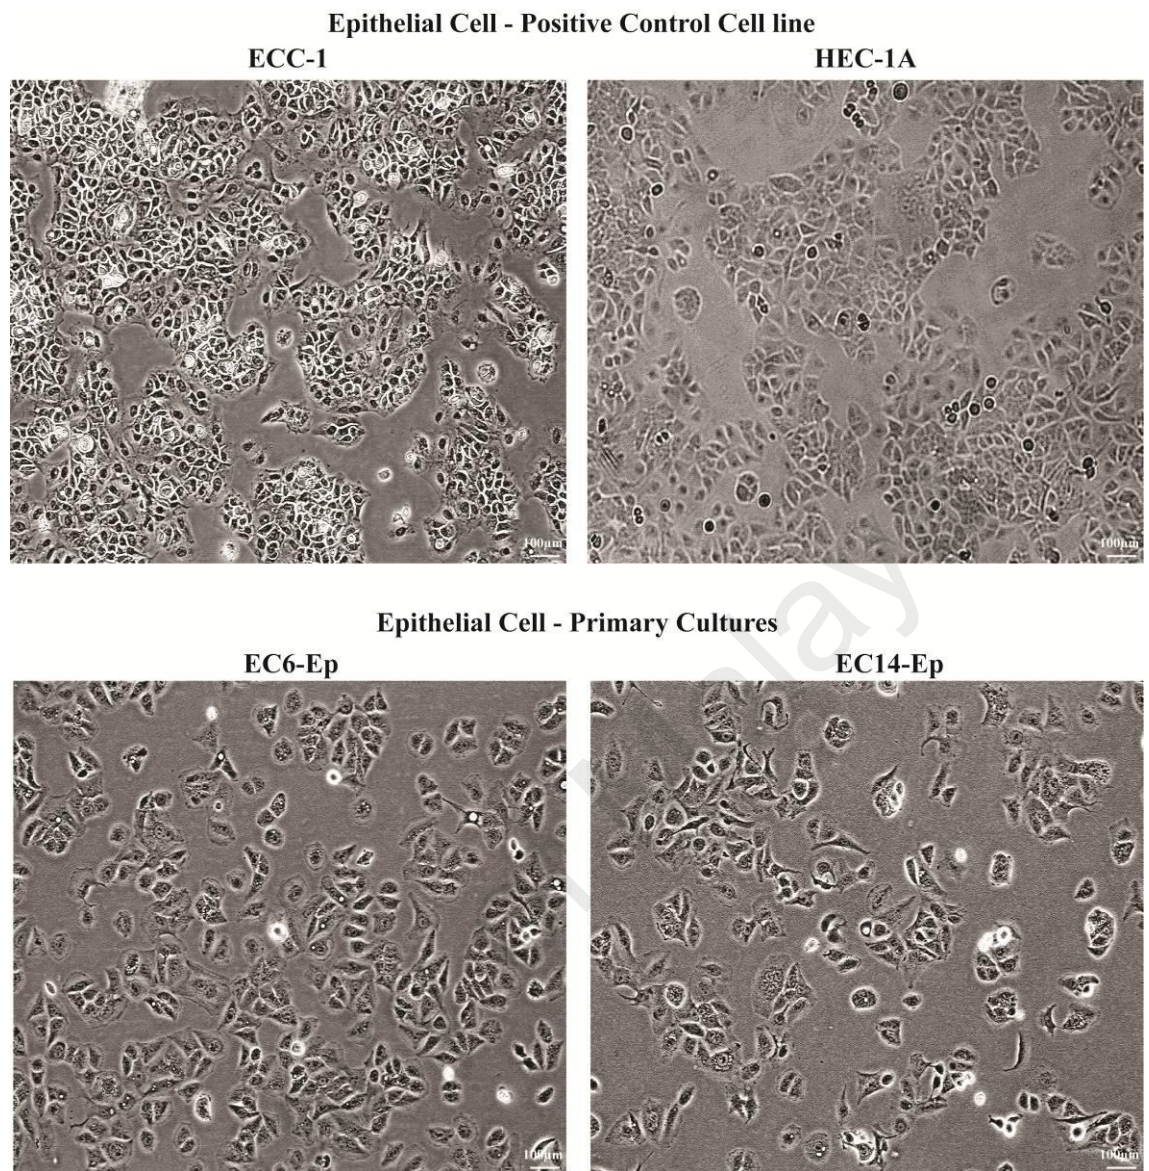 Epithelial Cell - Positive Control Cell line
ECC-1 HEC-1A
100µm 100µm
Epithelial Cell - Primary Cultures
EC6-Ep EC14-Ep
100µm 100µm